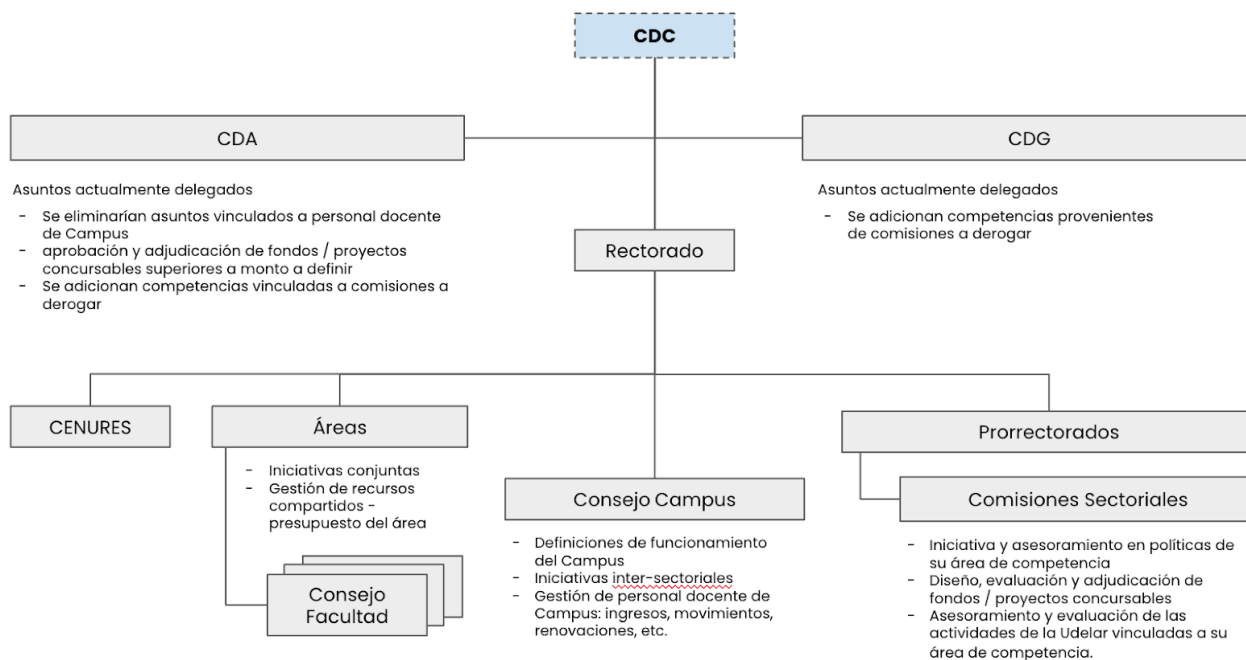 CDC
CDA
CDG
Asuntos actualmente delegados
- Se eliminarían asuntos vinculados a personal docente
de Campus
- aprobación y adjudicación de fondos / proyectos
concursables superiores a monto a definir
- Se adicionan competencias vinculadas a comisiones a
derogar
Asuntos actualmente delegados
- Se adicionan competencias provenientes
de comisiones a derogar
Rectorado
CENURES
Áreas
- Iniciativas conjuntas
- Gestión de recursos
compartidos -
presupuesto del área
Consejo
Facultad
Consejo Campus
- Definiciones de funcionamiento
del Campus
- Iniciativas inter-sectoriales
- Gestión de personal docente de
Campus: ingresos, movimientos,
renovaciones, etc.
Prorrectorados
Comisiones Sectoriales
- Iniciativa y asesoramiento en políticas de
su área de competencia
- Diseño, evaluación y adjudicación de
fondos / proyectos concursables
- Asesoramiento y evaluación de las
actividades de la Udelar vinculadas a su
área de competencia.